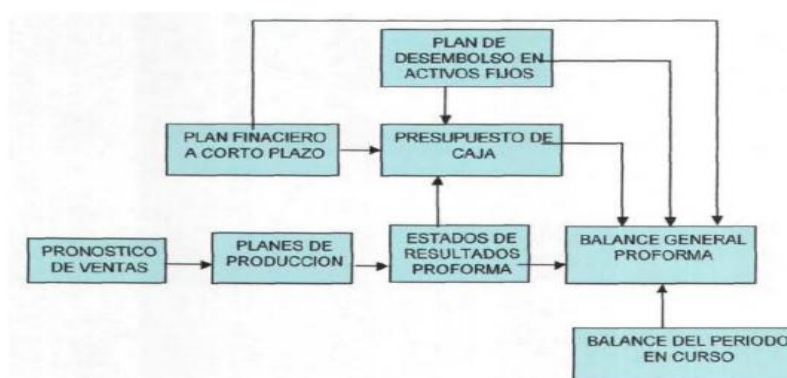 PLAN DE
DESEMBOLSO EN
ACTIVOS FIJOS
PLAN FINACIERO
A CORTO PLAZO
PRESUPUESTO DE
CAJA
PRONOSTICO
DE VENTAS
PLANES DE
PRODUCCION
ESTADOS DE
RESULTADOS
PROFORMA
BALANCE GENERAL
PROFORMA
BALANCE DEL PERIODO
EN CURSO